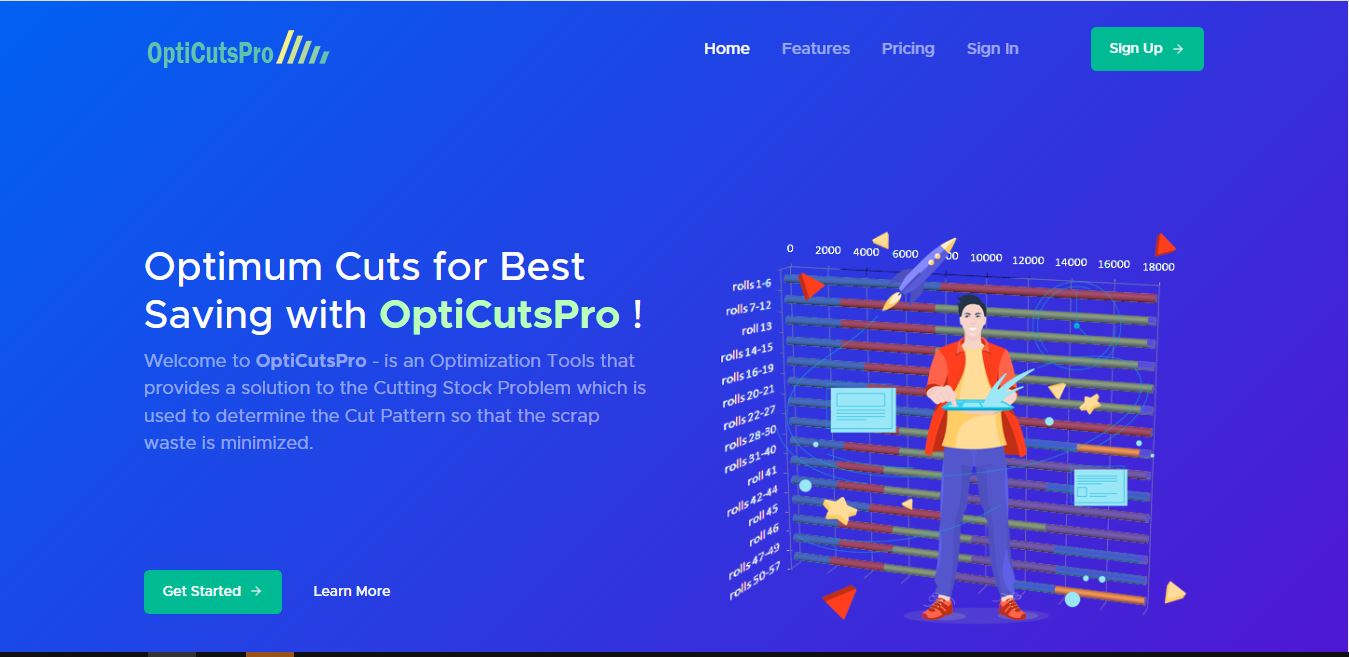 OptiCutsPro
Home Features Pricing Sign In Sign Up
Optimum Cuts for Best
Saving with OptiCutsPro !
Welcome to OptiCutsPro - is an Optimization Tools that
provides a solution to the Cutting Stock Problem which is
used to determine the Cut Pattern so that the scrap
waste is minimized.
Get Started Learn More
0 2000 4000 6000 10000 12000 14000 16000 18000
rolls 1-6
rolls 7-12
roll 13
rolls 14-15
rolls 16-19
rolls 20-21
rolls 22-27
rolls 28-30
rolls 31-40
roll 41
rolls 42-44
roll 45
roll 46
rolls 47-49
rolls 50-57